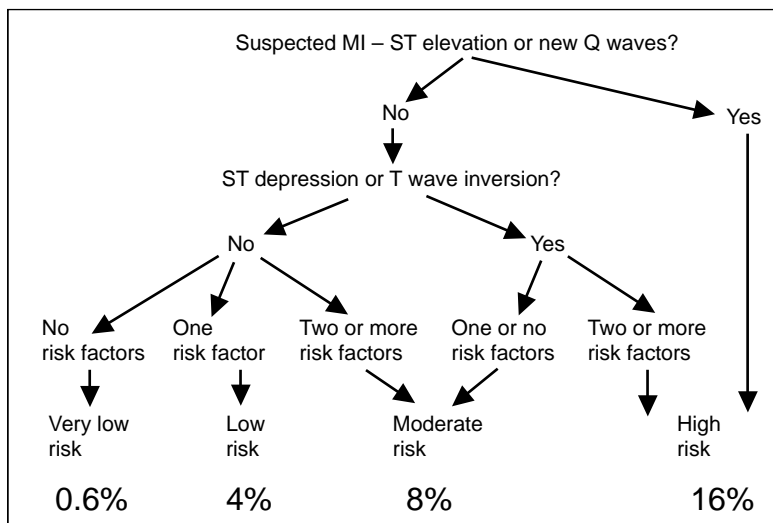 Suspected MI – ST elevation or new Q waves?
No
Yes
ST depression or T wave inversion?
No
Yes
No
risk factors
One
risk factor
Two or more
risk factors
One or no
risk factors
Two or more
risk factors
Very low
risk
Low
risk
Moderate
risk
High
risk
0.6%
4%
8%
16%